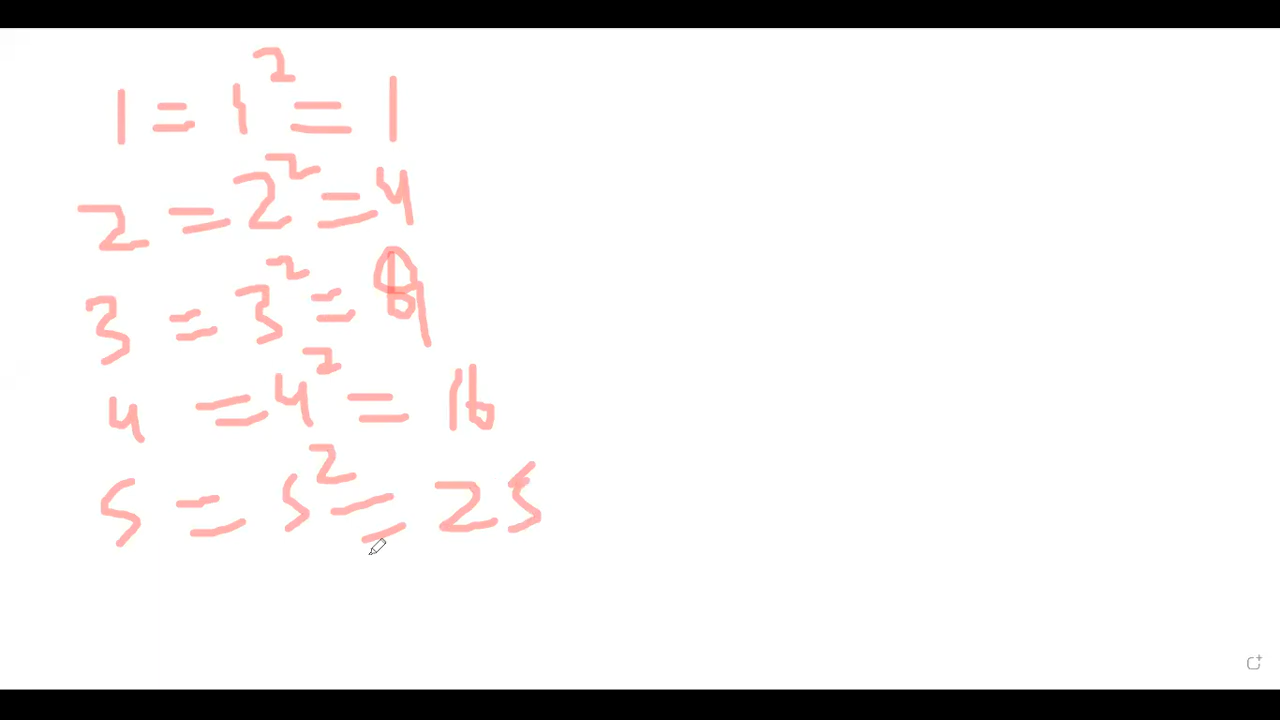 1 = 1² = 1
2 = 2² = 4
3 = 3² = 9
4 = 4² = 16
5 = 5² = 25